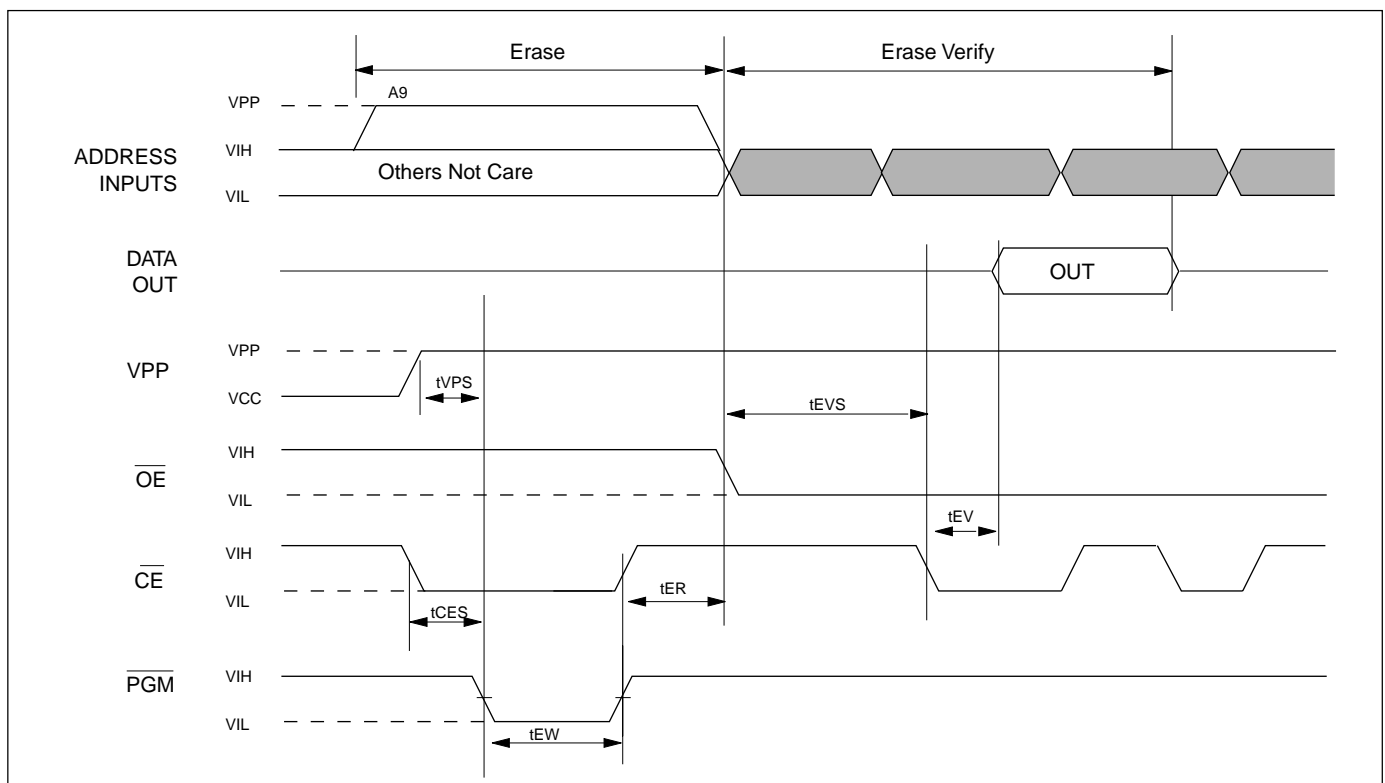 Erase
Erase Verify
VPP
A9
ADDRESS
INPUTS
VIH
Others Not Care
VIL
DATA
OUT
OUT
VPP
VPP
tVPS
VCC
tEVS
OE
VIH
VIL
tEV
CE
VIH
VIL
tCES
tER
PGM
VIH
VIL
tEW